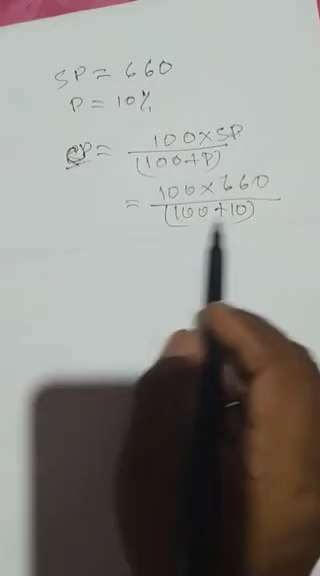 SP = 660
P = 10%
CP = 100×SP
(100+P)
= 100×660
(100+10)